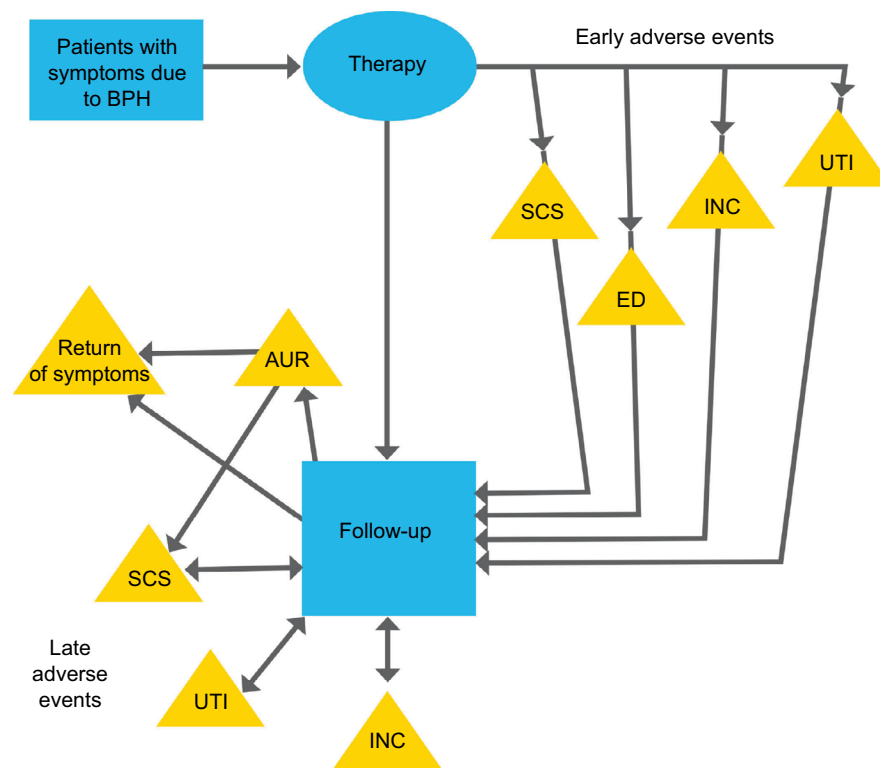 Patients with
symptoms due
to BPH
Therapy
Early adverse events
SCS
ED
INC
UTI
Return
of symptoms
AUR
Follow-up
SCS
Late
adverse
events
UTI
INC